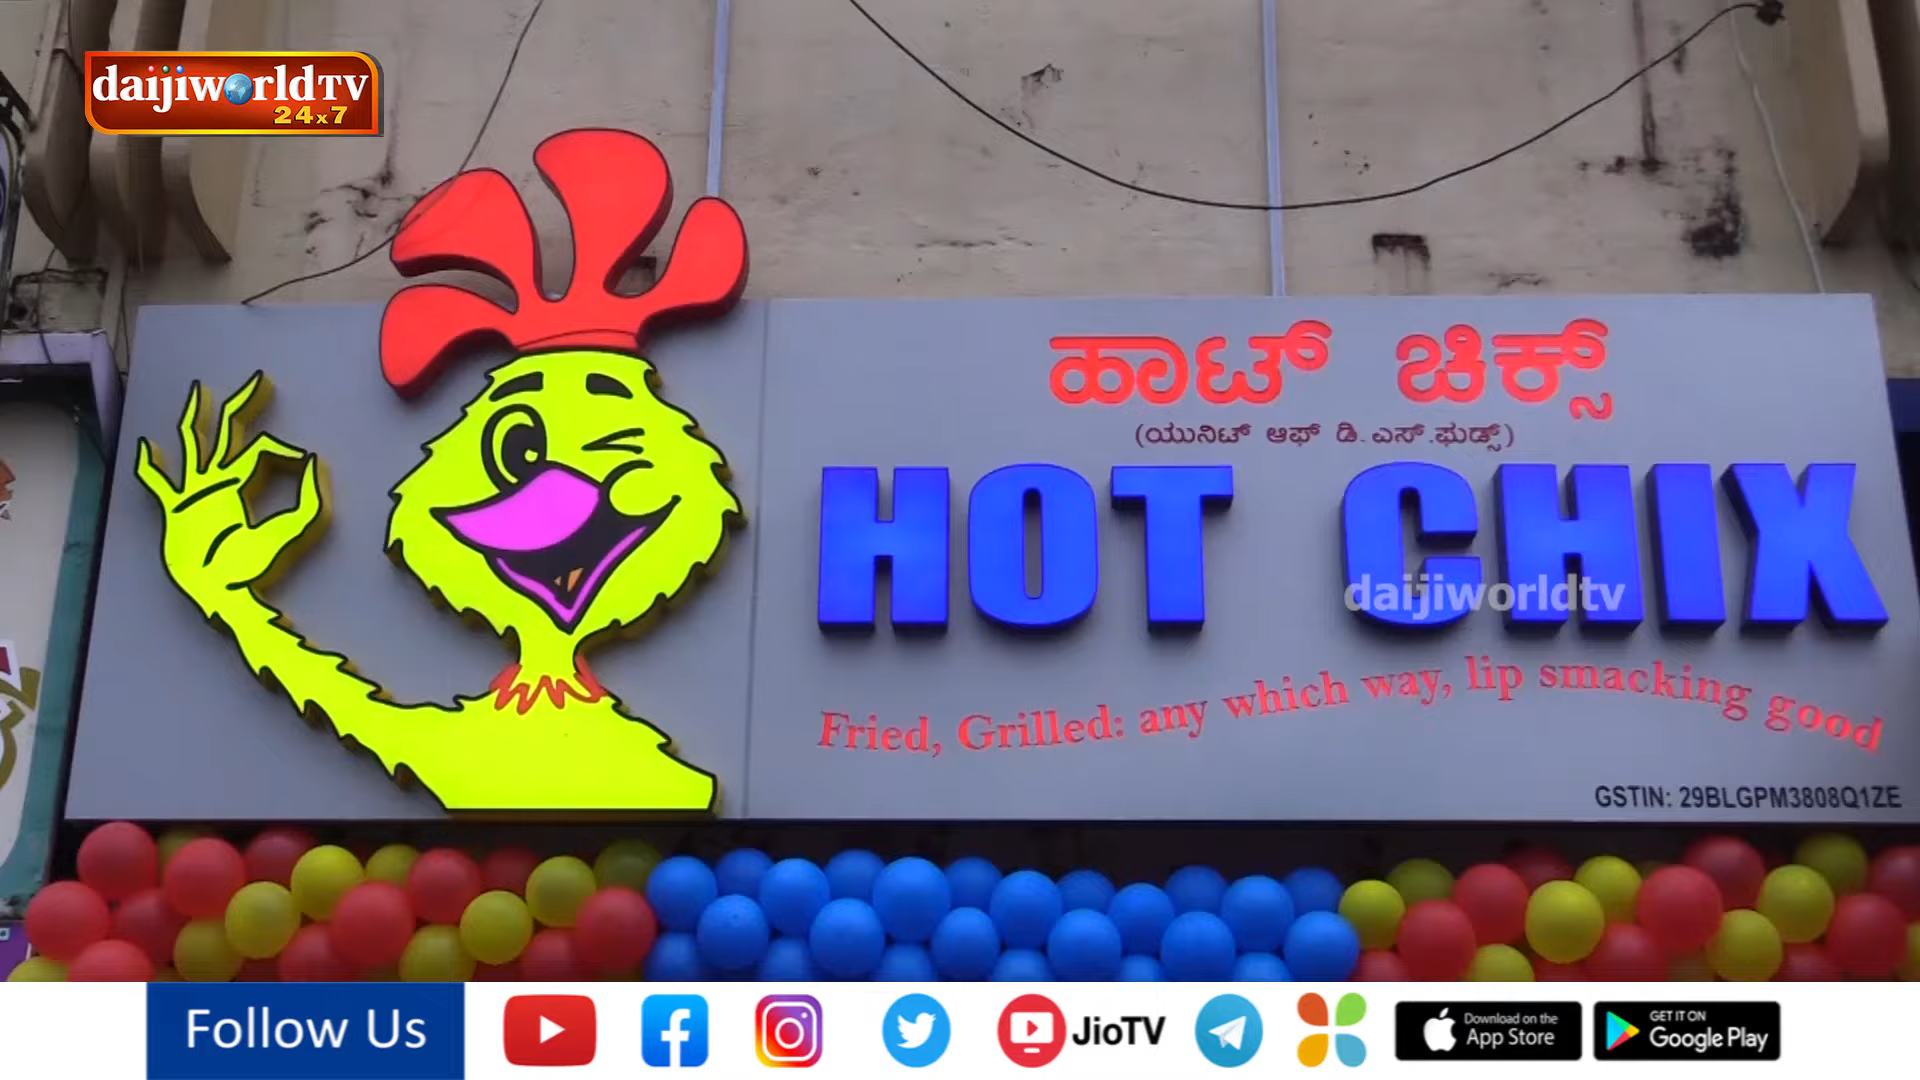 daijiworldTV
24x7
ಹಾಟ್ ಚಿಕ್ಸ್
(ಯುನಿಟ್ ಆಫ್ ಡಿ.ಎಸ್.ಫುಡ್ಸ್)
HOT CHIX
daijiworldtv
Fried, Grilled: any which way, lip smacking good
GSTIN: 29BLGPM3808Q1ZE
Follow Us
JioTV
Download on the
App Store
GET IT ON
Google Play